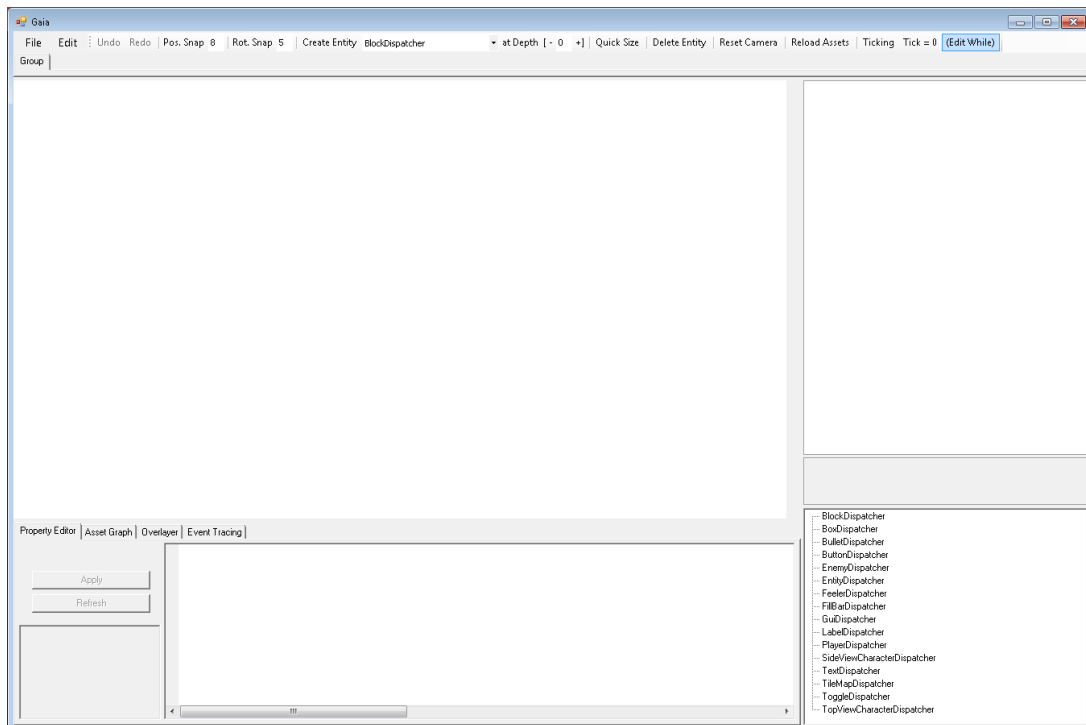 Gaia
File Edit Undo Redo Pos. Snap 8 Rot. Snap 5 Create Entity BlockDispatcher at Depth [ - 0 +] Quick Size Delete Entity Reset Camera Reload Assets Ticking Tick = 0 (Edit While)
Group
Property Editor Asset Graph Overlayer Event Tracing
Apply
Refresh
BlockDispatcher
BoxDispatcher
BulletDispatcher
ButtonDispatcher
EnemyDispatcher
EntityDispatcher
FeelerDispatcher
FillBarDispatcher
GuiDispatcher
LabelDispatcher
PlayerDispatcher
SideViewCharacterDispatcher
TextDispatcher
TileMapDispatcher
ToggleDispatcher
TopViewCharacterDispatcher